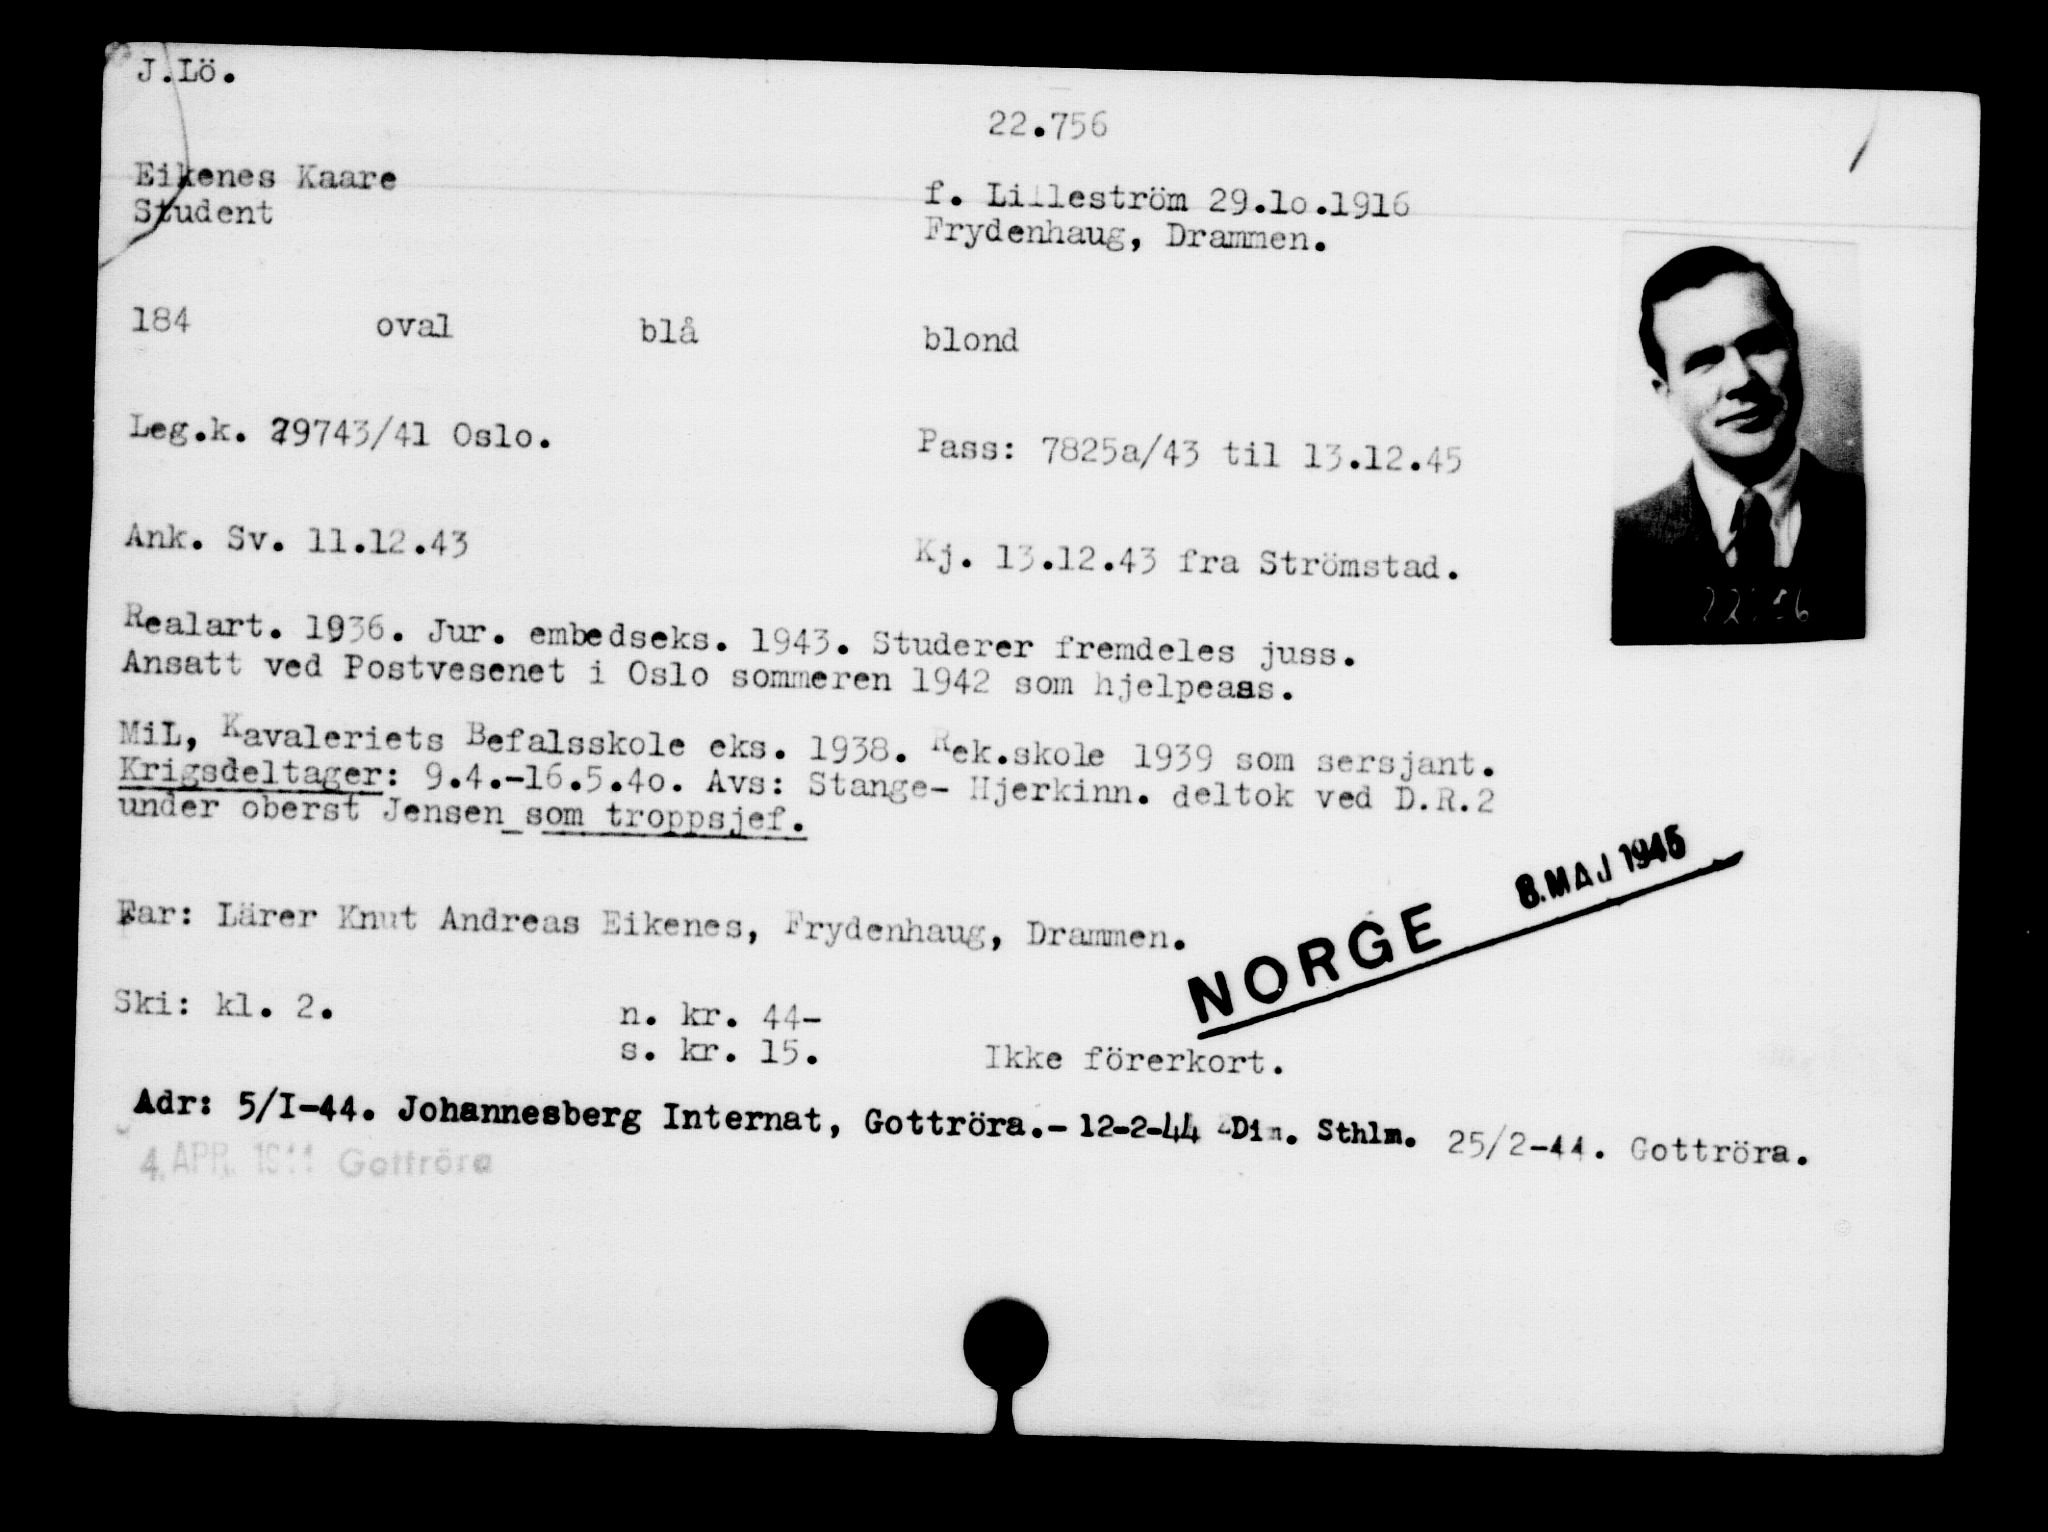 J.Lö.
22.756
Eikenes Kaare
Student
f. Lilleström 29.10.1916
Frydenhaug, Drammen.
184 oval blå blond
Leg.k. 29743/41 Oslo.
Pass: 7825a/43 til 13.12.45
Ank. Sv. 11.12.43
Kj. 13.12.43 fra Strömstad.
Realart. 1936. Jur. embedseks. 1943. Studerer fremdeles juss.
Ansatt ved Postvesenet i Oslo sommeren 1942 som hjelpeass.
MiL, Kavaleriets Befalsskole eks. 1938. Rek.skole 1939 som sersjant.
Krigsdeltager: 9.4.-16.5.4o. Avs: Stange- Hjerkinn. deltok ved D.R.2
under oberst Jensen som troppsjef.
Far: Lärer Knut Andreas Eikenes, Frydenhaug, Drammen.
NORGE 8. MAJ 1945
Ski: kl. 2.
n. kr. 44-
s. kr. 15.
Ikke förerkort.
Adr: 5/I-44. Johannesberg Internat, Gottröra.- 12-2-44 Dim. Sthlm. 25/2-44. Gottröra.
4. APR. Gottröra